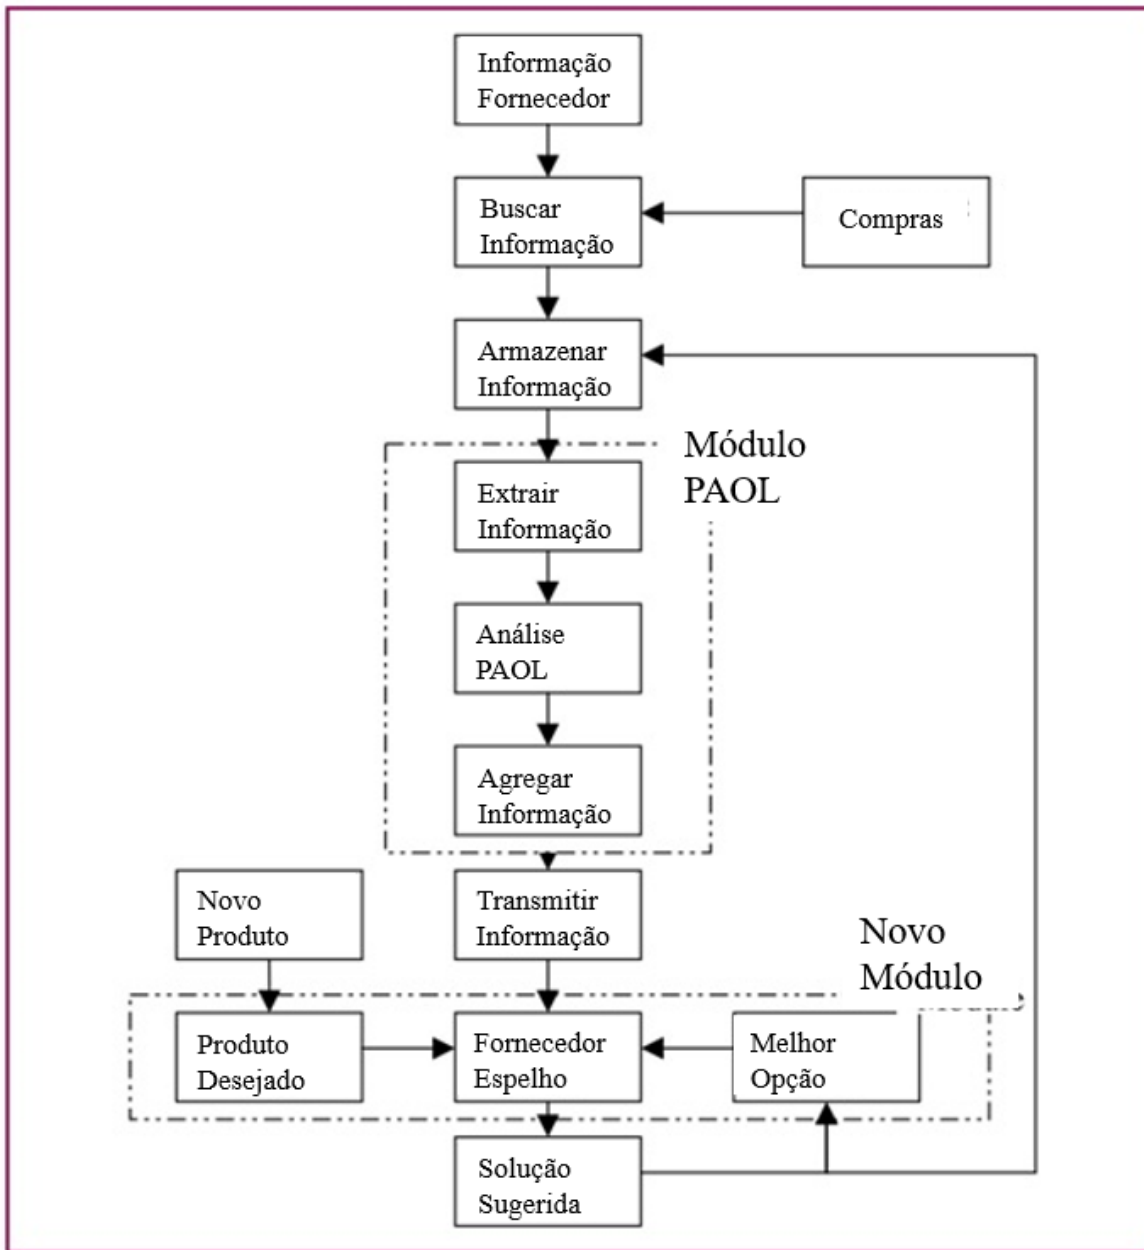 Informação
Fornecedor
Buscar
Informação
Compras
Armazenar
Informação
Módulo
PAOL
Extrair
Informação
Análise
PAOL
Agregar
Informação
Novo
Produto
Transmitir
Informação
Novo
Módulo
Produto
Desejado
Fornecedor
Espelho
Melhor
Opção
Solução
Sugerida